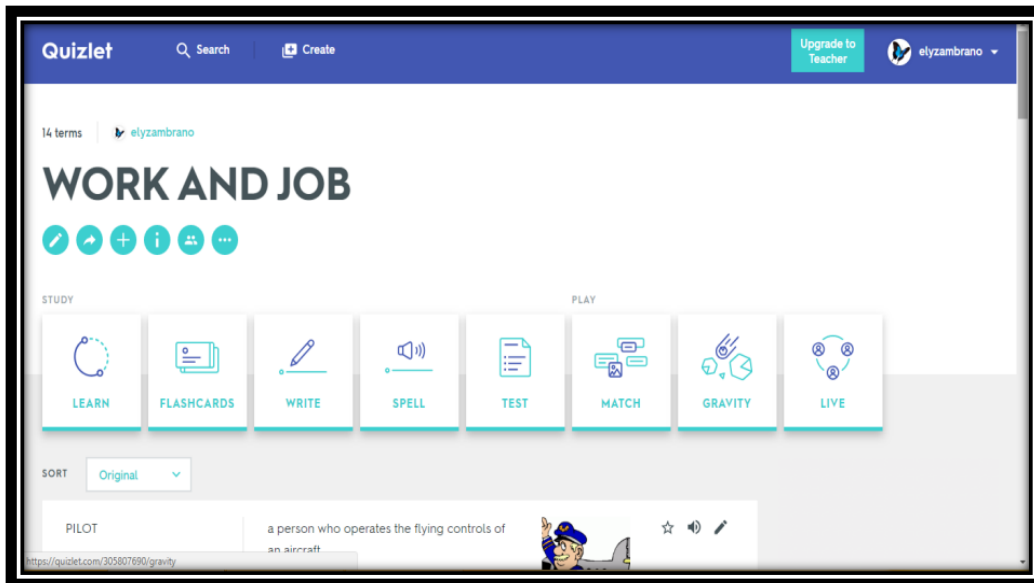 Quizlet Search Create Upgrade to
Teacher elyzambrano
14 terms elyzambrano
WORK AND JOB
STUDY PLAY
LEARN FLASHCARDS WRITE SPELL TEST MATCH GRAVITY LIVE
SORT Original
PILOT a person who operates the flying controls of
an aircraft
https://quizlet.com/305807690/gravity